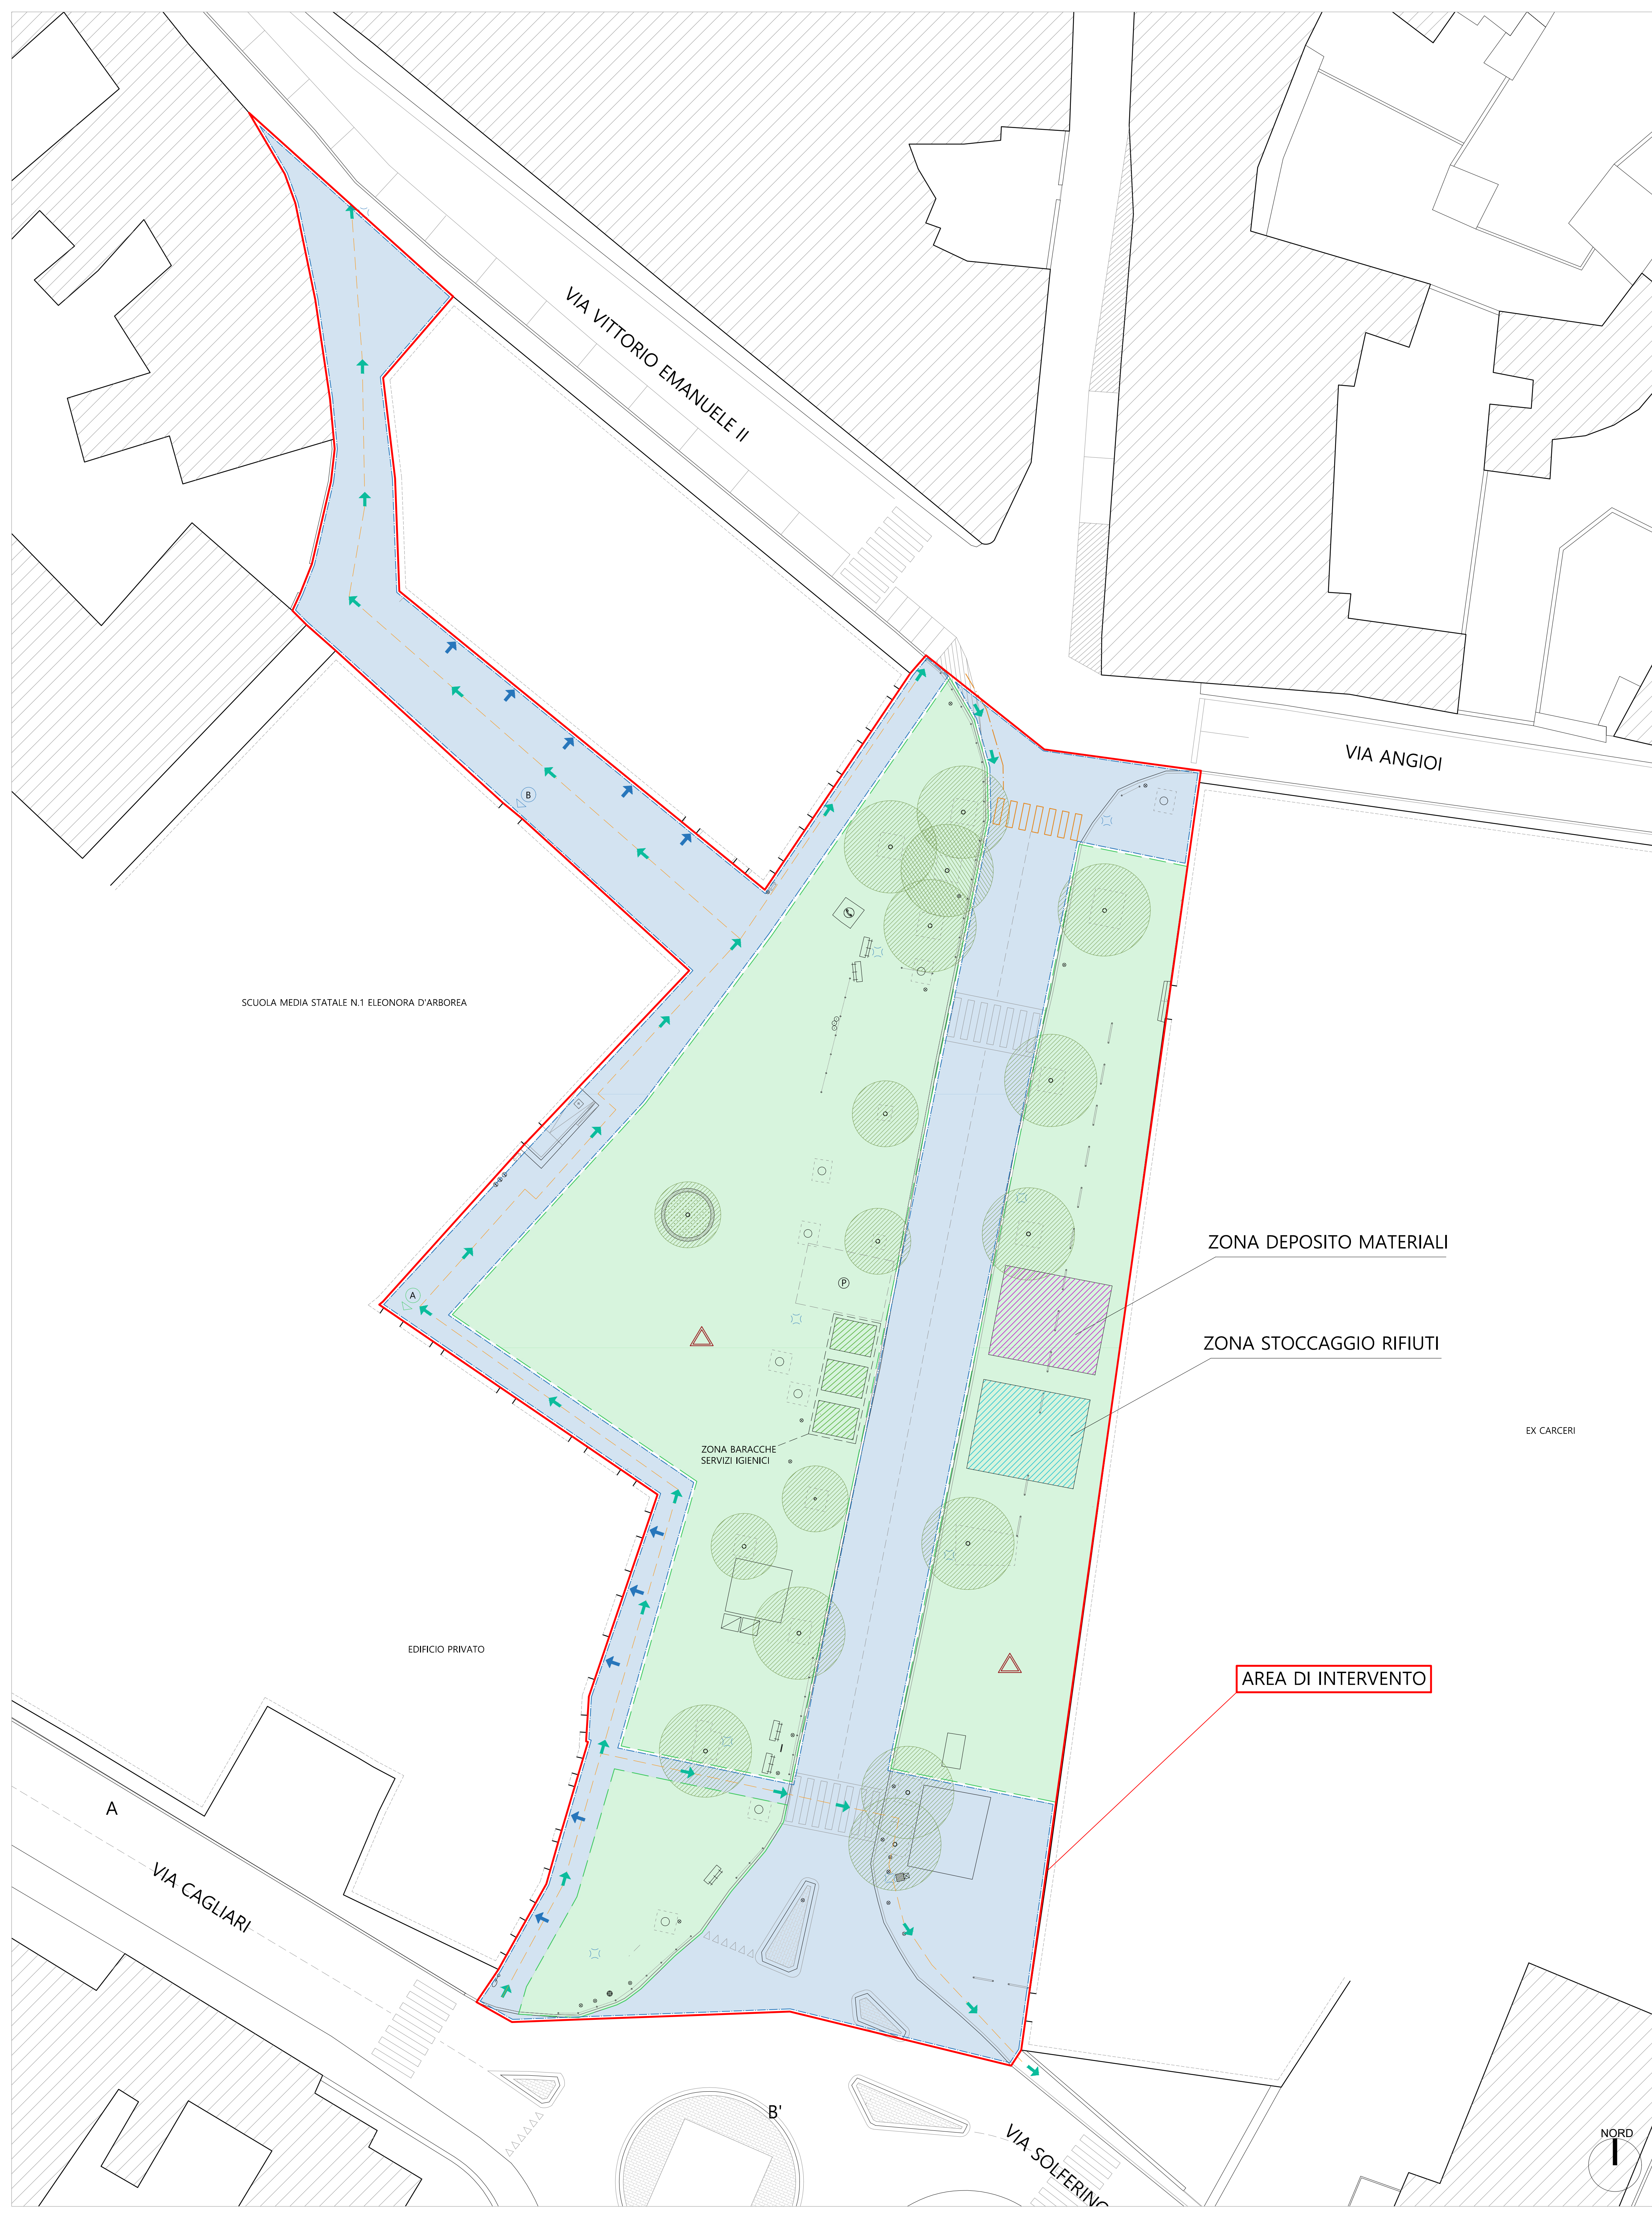 VIA VITTORIO EMANUELE II
VIA ANGIOI
B
SCUOLA MEDIA STATALE N.1 ELEONORA D'ARBOREA
ZONA DEPOSITO MATERIALI
A
P
ZONA STOCCAGGIO RIFIUTI
EX CARCERI
ZONA BARACCHE
SERVIZI IGIENICI
EDIFICIO PRIVATO
AREA DI INTERVENTO
A
VIA CAGLIARI
B'
VIA SOLFERINO
NORD